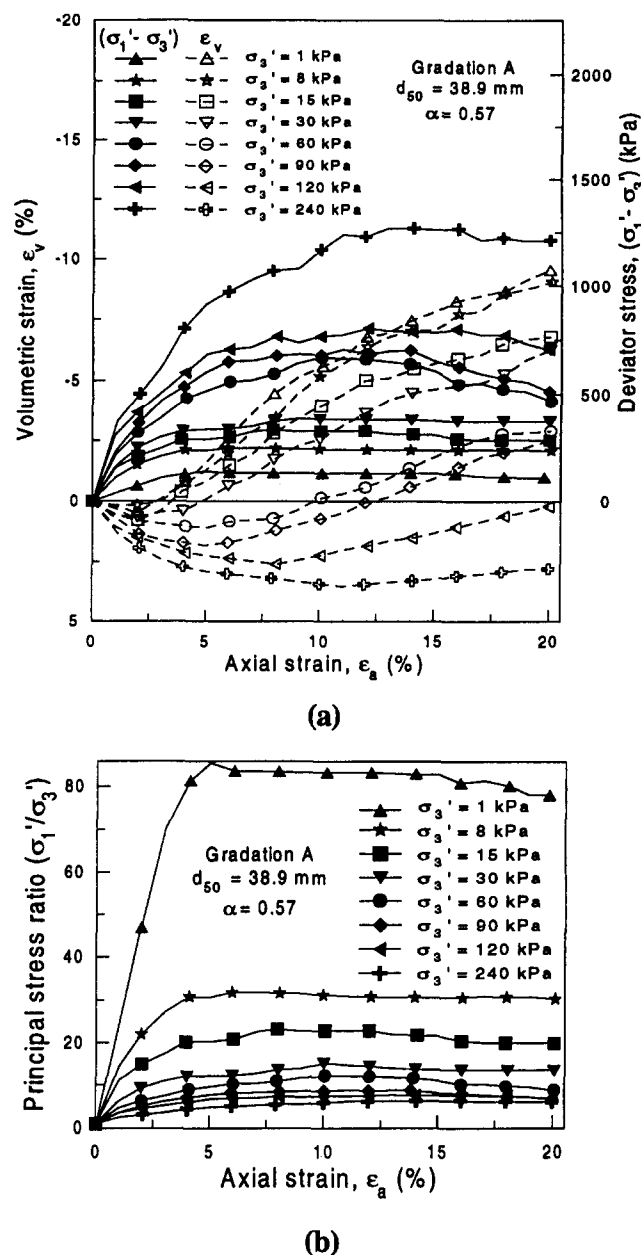 -20
(σ₁'- σ₃') εᵥ
σ₃' = 1 kPa
σ₃' = 8 kPa
σ₃' = 15 kPa
σ₃' = 30 kPa
σ₃' = 60 kPa
σ₃' = 90 kPa
σ₃' = 120 kPa
σ₃' = 240 kPa
Gradation A
d₅₀ = 38.9 mm
α = 0.57
-15
-10
-5
0
5
Volumetric strain, εᵥ (%)
2000
1500
1000
500
0
Deviator stress, (σ₁'- σ₃') (kPa)
0 5 10 15 20
Axial strain, εₐ (%)
(a)
80
60
40
20
0
Principal stress ratio (σ₁'/σ₃')
Gradation A
d₅₀ = 38.9 mm
α = 0.57
σ₃' = 1 kPa
σ₃' = 8 kPa
σ₃' = 15 kPa
σ₃' = 30 kPa
σ₃' = 60 kPa
σ₃' = 90 kPa
σ₃' = 120 kPa
σ₃' = 240 kPa
0 5 10 15 20
Axial strain, εₐ (%)
(b)